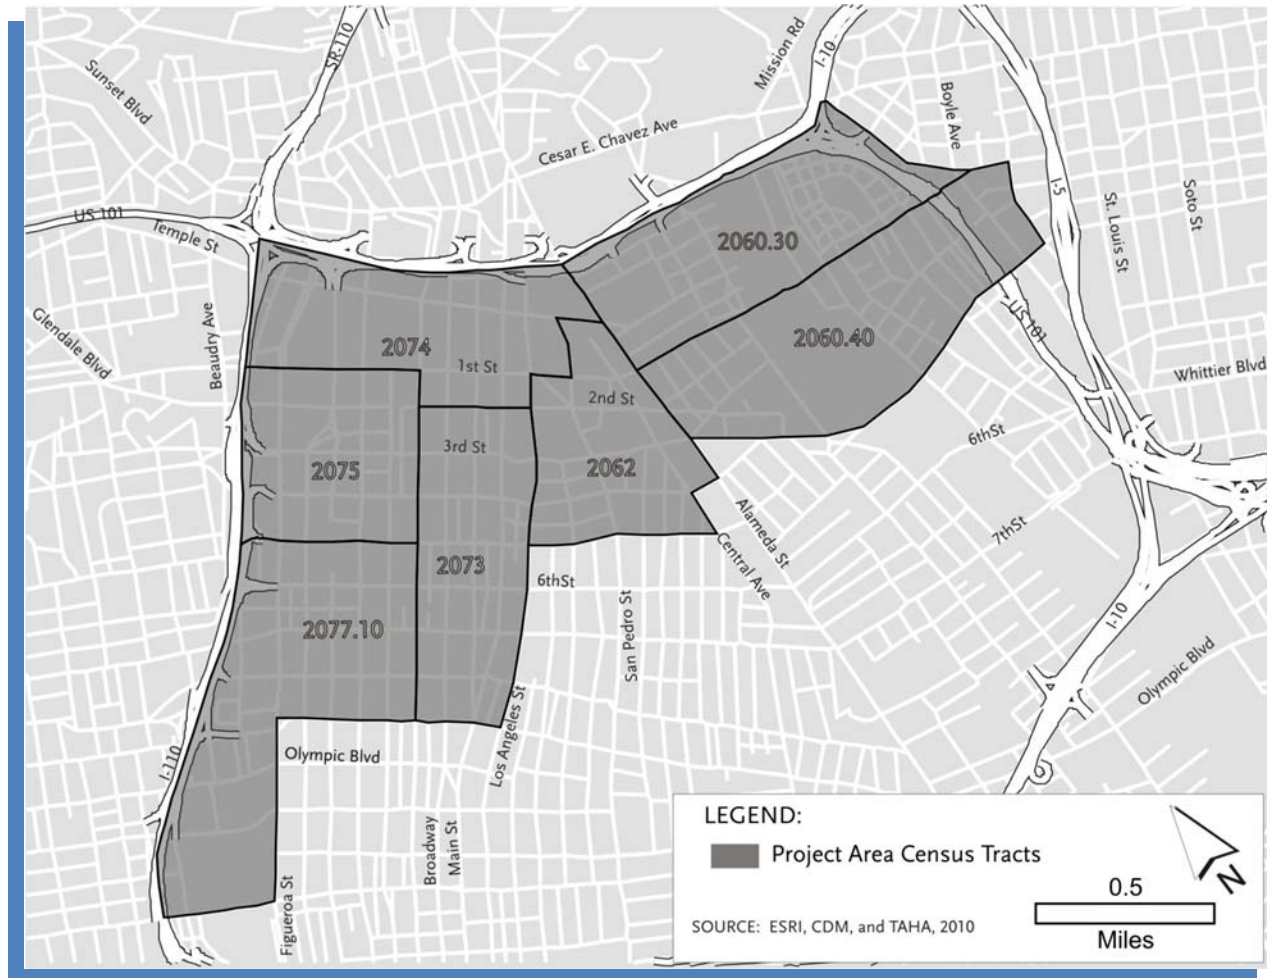 SR-110
I-10
Mission Rd
Sunset Blvd
Boyle Ave
Cesar E. Chavez Ave
I-5
St. Louis St
Soto St
US 101
Temple St
2060.30
Beaudry Ave
Glendale Blvd
2074
1st St
2060.40
US 101
Whittier Blvd
2nd St
3rd St
6thSt
2075
2062
Alameda St
Central Ave
7thSt
2073
6thSt
San Pedro St
I-10
2077.10
Olympic Blvd
Los Angeles St
I-110
Olympic Blvd
Broadway
Main St
Figueroa St
LEGEND:
Project Area Census Tracts
N
0.5
Miles
SOURCE: ESRI, CDM, and TAHA, 2010